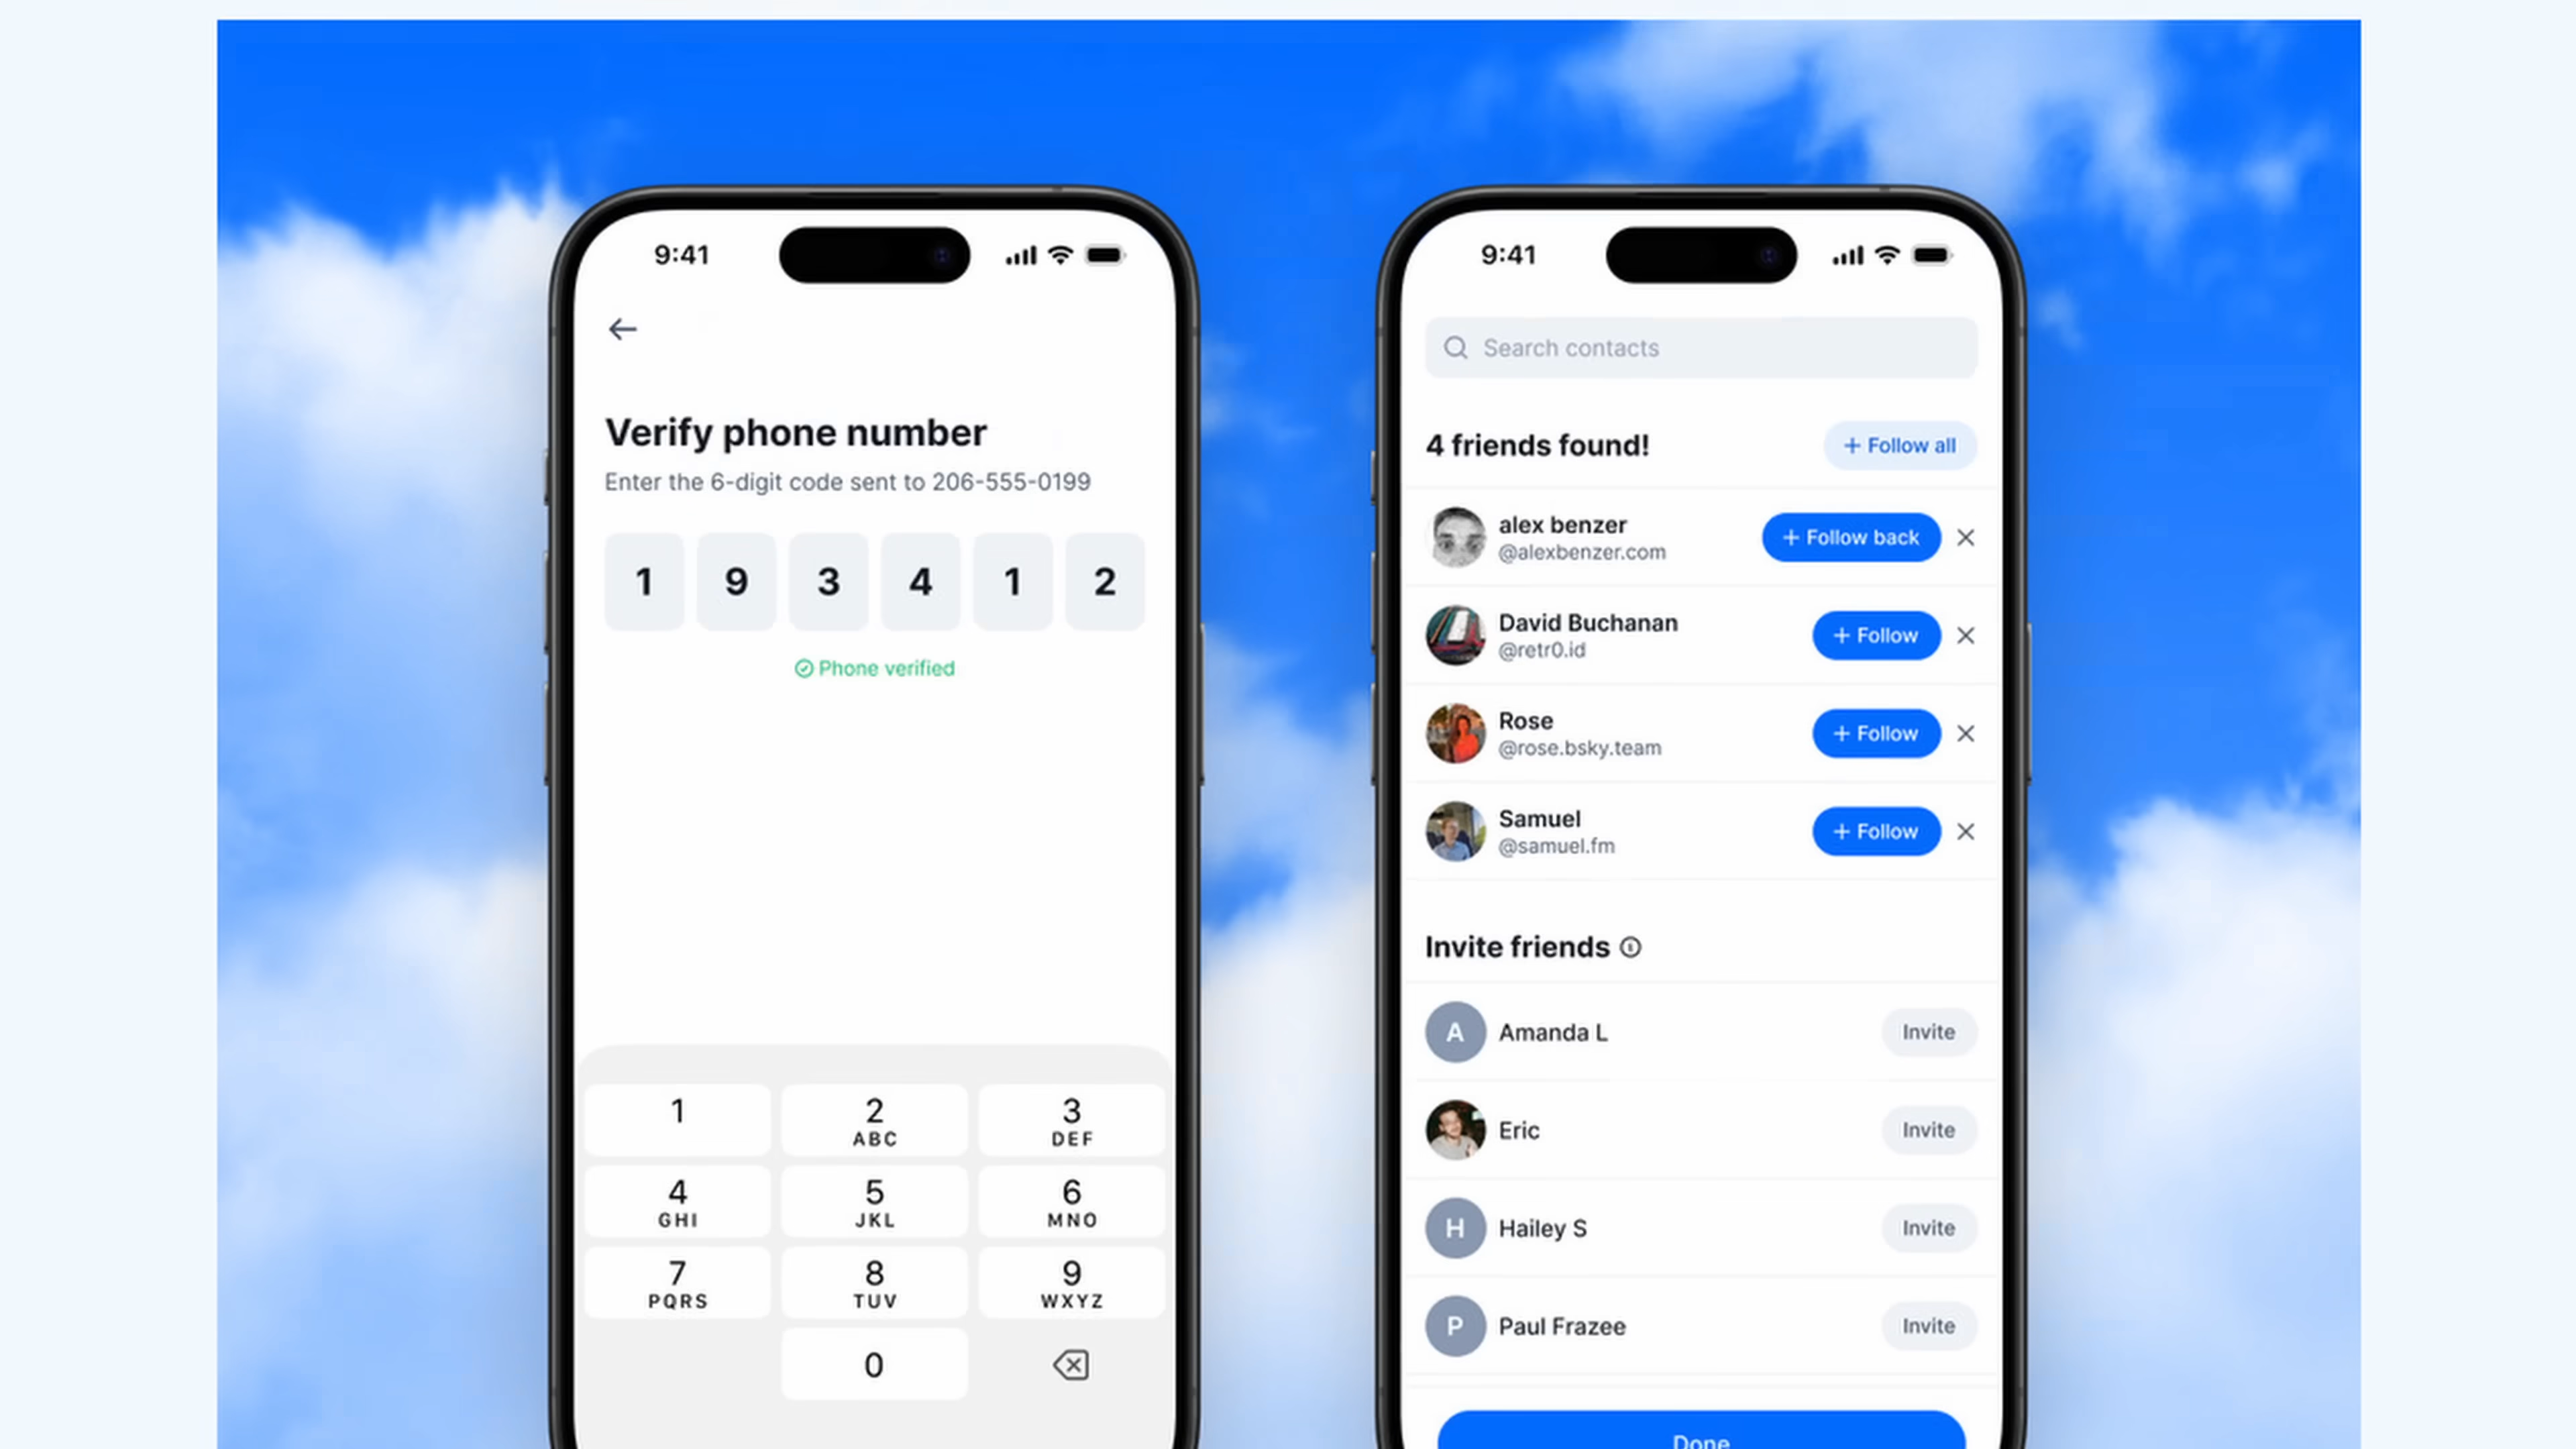 9:41
Verify phone number
Enter the 6-digit code sent to 206-555-0199
1 9 3 4 1 2
Phone verified
1
2
ABC
3
DEF
4
GHI
5
JKL
6
MNO
7
PQRS
8
TUV
9
WXYZ
0
9:41
Search contacts
4 friends found!
+ Follow all
alex benzer
@alexbenzer.com
+ Follow back
David Buchanan
@retr0.id
+ Follow
Rose
@rose.bsky.team
+ Follow
Samuel
@samuel.fm
+ Follow
Invite friends
A
Amanda L
Invite
Eric
Invite
H
Hailey S
Invite
P
Paul Frazee
Invite
Done